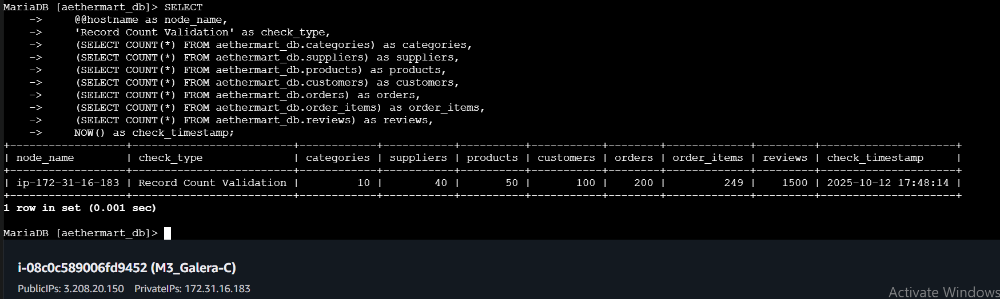 MariaDB [aethermart_db]> SELECT
    ->     @@hostname as node_name,
    ->     'Record Count Validation' as check_type,
    ->     (SELECT COUNT(*) FROM aethermart_db.categories) as categories,
    ->     (SELECT COUNT(*) FROM aethermart_db.suppliers) as suppliers,
    ->     (SELECT COUNT(*) FROM aethermart_db.products) as products,
    ->     (SELECT COUNT(*) FROM aethermart_db.customers) as customers,
    ->     (SELECT COUNT(*) FROM aethermart_db.orders) as orders,
    ->     (SELECT COUNT(*) FROM aethermart_db.order_items) as order_items,
    ->     (SELECT COUNT(*) FROM aethermart_db.reviews) as reviews,
    ->     NOW() as check_timestamp;
+------------------+-------------------------+------------+-----------+----------+-----------+--------+-------------+---------+---------------------+
| node_name        | check_type              | categories | suppliers | products | customers | orders | order_items | reviews | check_timestamp     |
+------------------+-------------------------+------------+-----------+----------+-----------+--------+-------------+---------+---------------------+
| ip-172-31-16-183 | Record Count Validation |         10 |        40 |       50 |       100 |    200 |         249 |    1500 | 2025-10-12 17:48:14 |
+------------------+-------------------------+------------+-----------+----------+-----------+--------+-------------+---------+---------------------+
1 row in set (0.001 sec)
MariaDB [aethermart_db]>
i-08c0c589006fd9452 (M3_Galera-C)
PublicIPs: 3.208.20.150    PrivateIPs: 172.31.16.183
Activate Windows